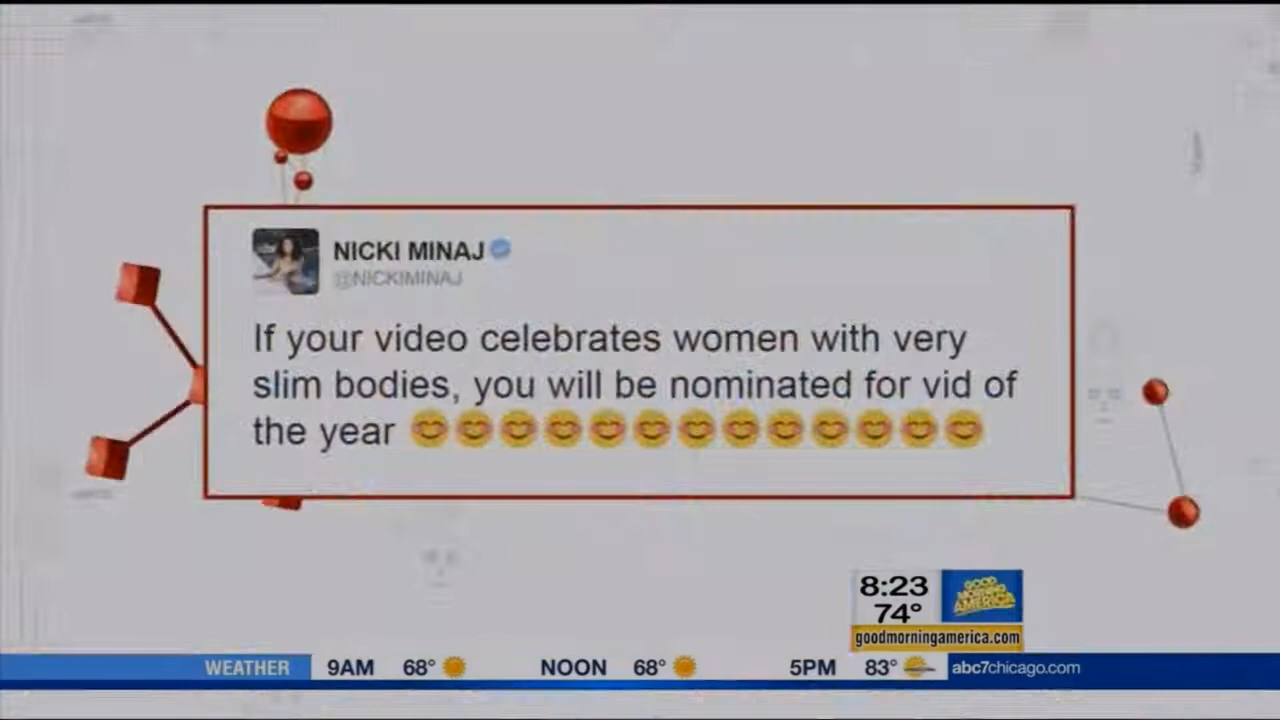 NICKI MINAJ
@NICKIMINAJ
If your video celebrates women with very
slim bodies, you will be nominated for vid of
the year 😊😊😊😊😊😊😊😊😊😊😊😊😊
8:23
74°
GOOD
MORNING
AMERICA
goodmorningamerica.com
WEATHER 9AM 68° NOON 68° 5PM 83° abc7chicago.com